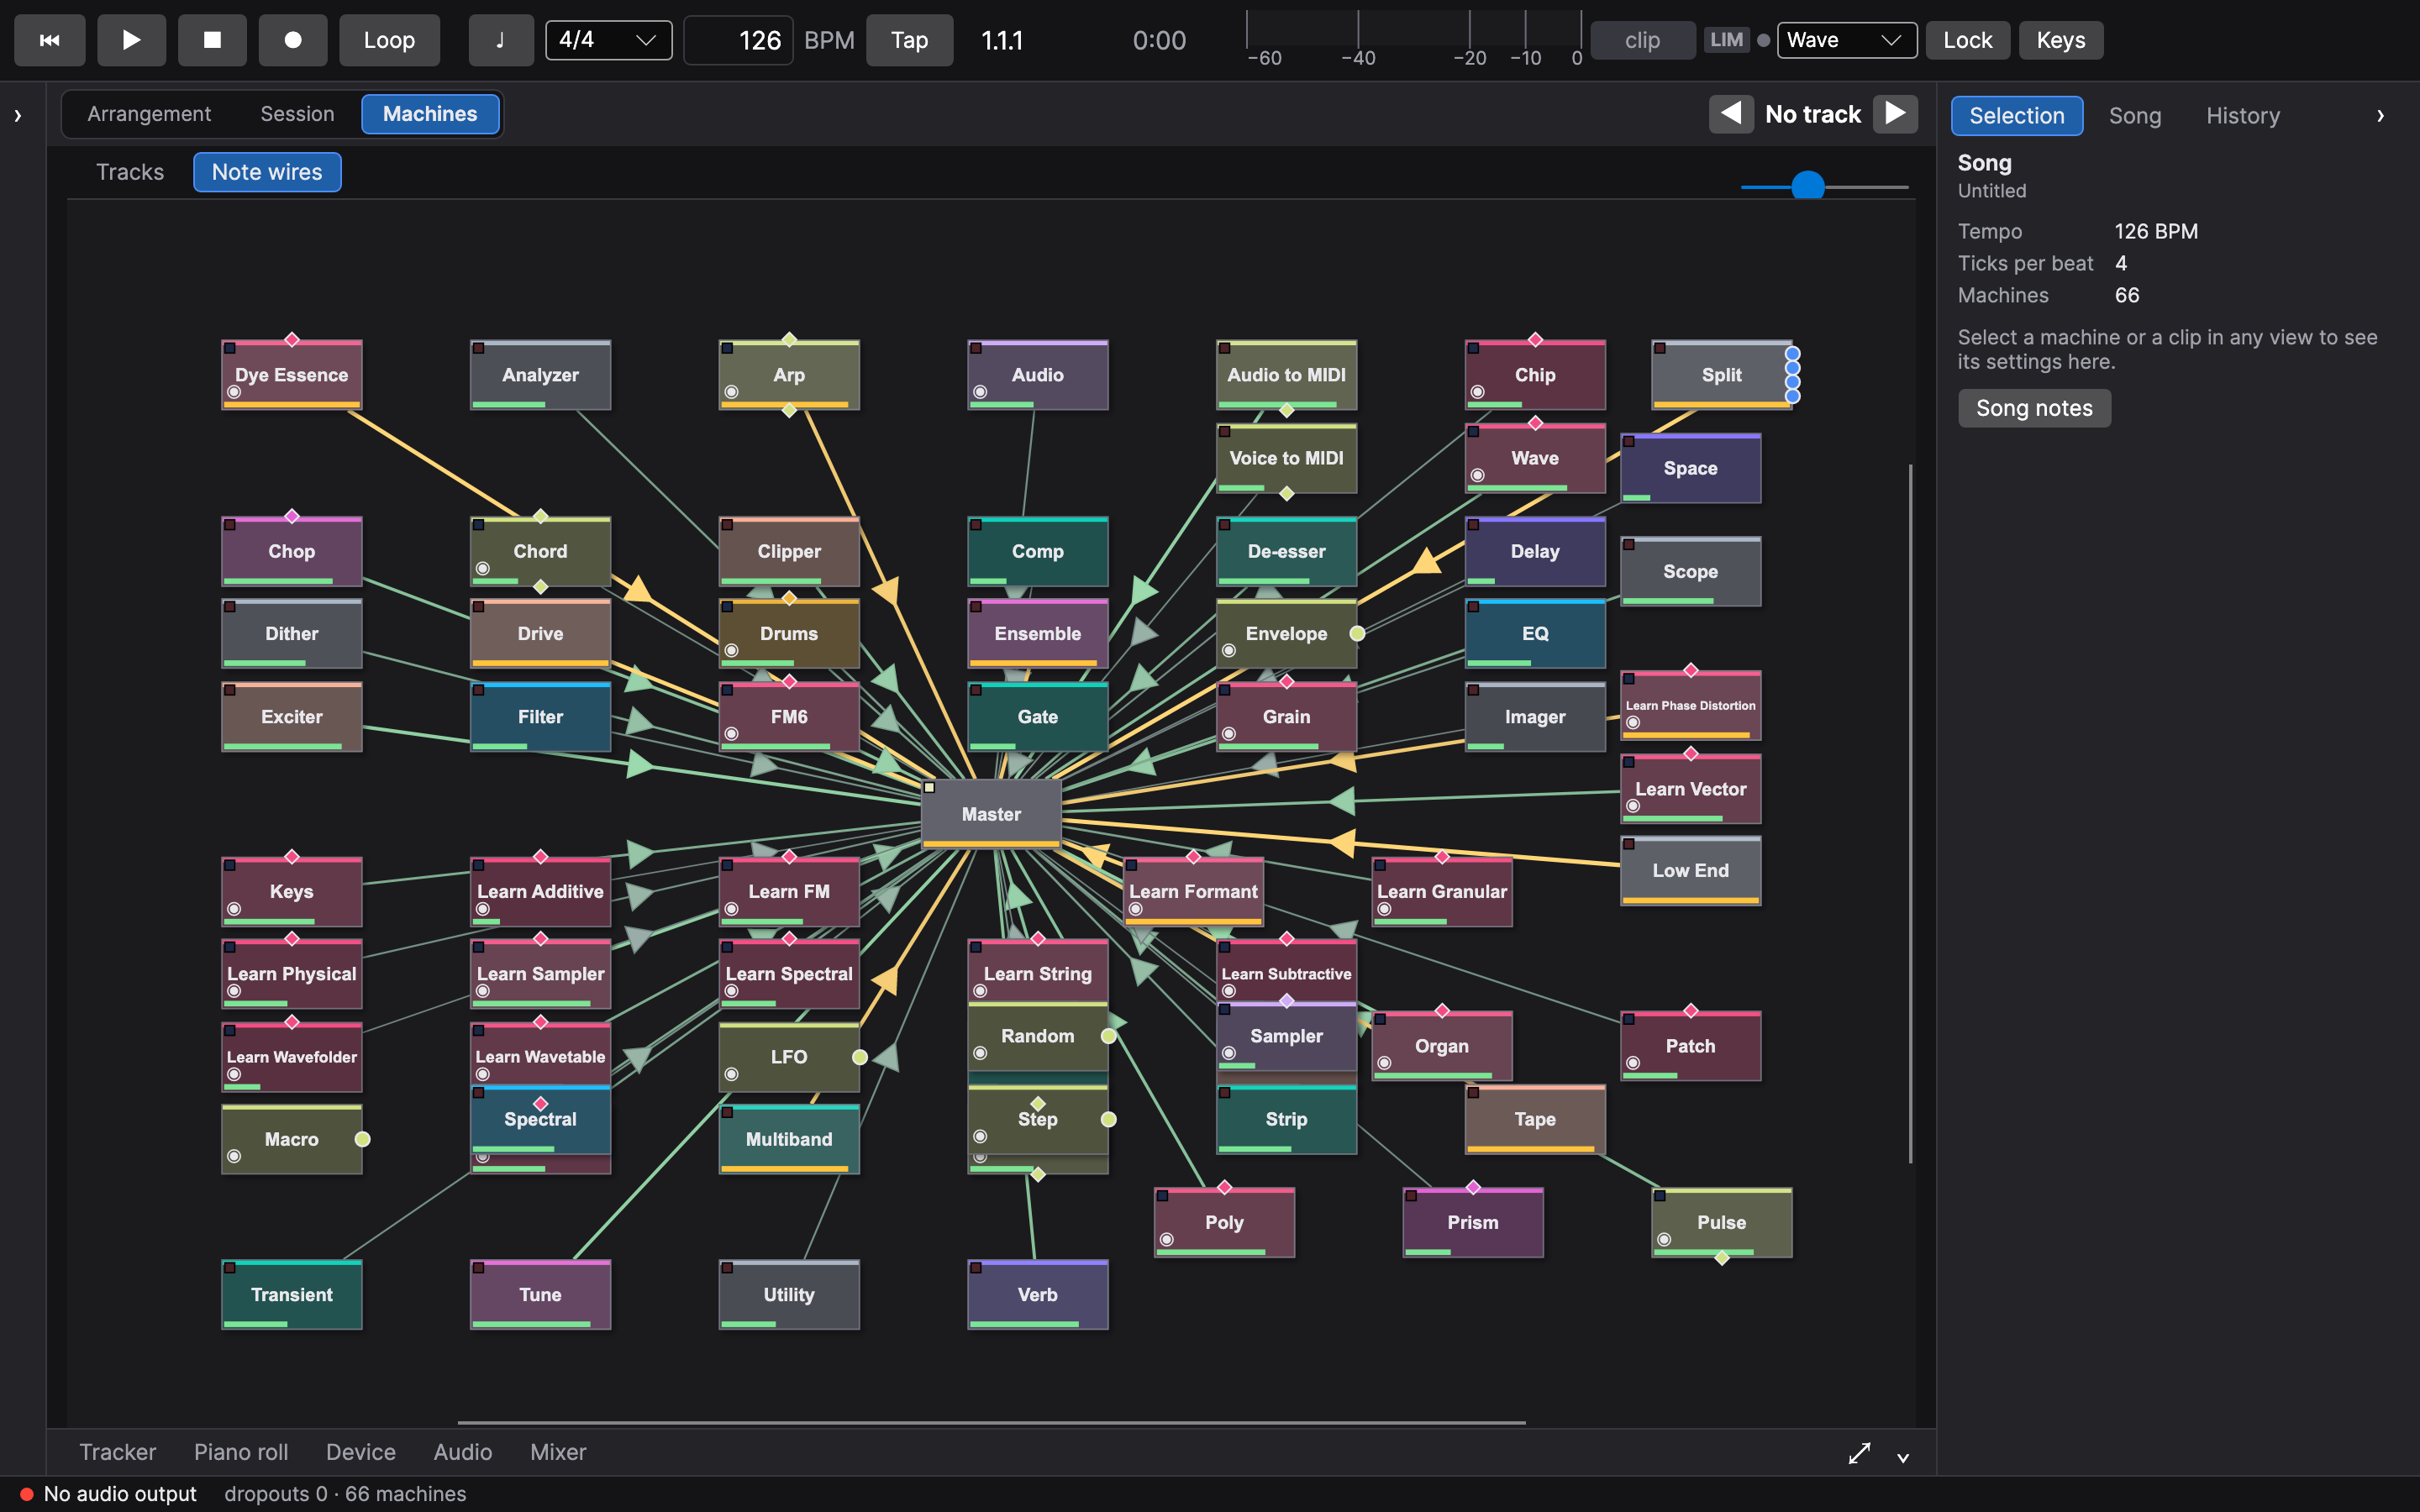 Loop
4/4
126 BPM
Tap
1.1.1
0:00
−60 −40 −20 −10 0
clip
LIM
Wave
Lock
Keys
Arrangement Session Machines
No track
Selection Song History
Tracks Note wires
Song
Untitled
Tempo 126 BPM
Ticks per beat 4
Machines 66
Select a machine or a clip in any view to see
its settings here.
Song notes
Dye Essence Analyzer Arp Audio Audio to MIDI Chip Split
Voice to MIDI Wave Space
Chop Chord Clipper Comp De-esser Delay Scope
Dither Drive Drums Ensemble Envelope EQ
Exciter Filter FM6 Gate Grain Imager Learn Phase Distortion
Learn Vector
Master
Low End
Keys Learn Additive Learn FM Learn Formant Learn Granular
Learn Physical Learn Sampler Learn Spectral Learn String Learn Subtractive
Random Sampler Organ Patch
Learn Wavefolder Learn Wavetable LFO
Macro Spectral Multiband Step Strip Tape
Poly Prism Pulse
Transient Tune Utility Verb
Tracker Piano roll Device Audio Mixer
No audio output dropouts 0 · 66 machines